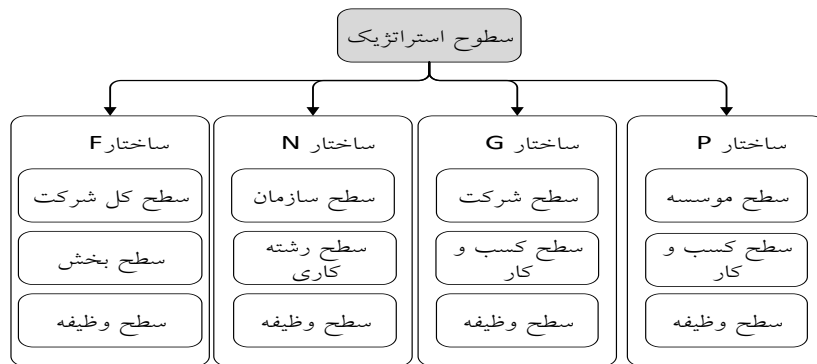 سطوح استراتژیک
ساختار P
سطح موسسه
سطح کسب و
کار
سطح وظیفه
ساختار G
سطح شرکت
سطح کسب و
کار
سطح وظیفه
ساختار N
سطح سازمان
سطح رشته
کاری
سطح وظیفه
ساختارF
سطح کل شرکت
سطح بخش
سطح وظیفه